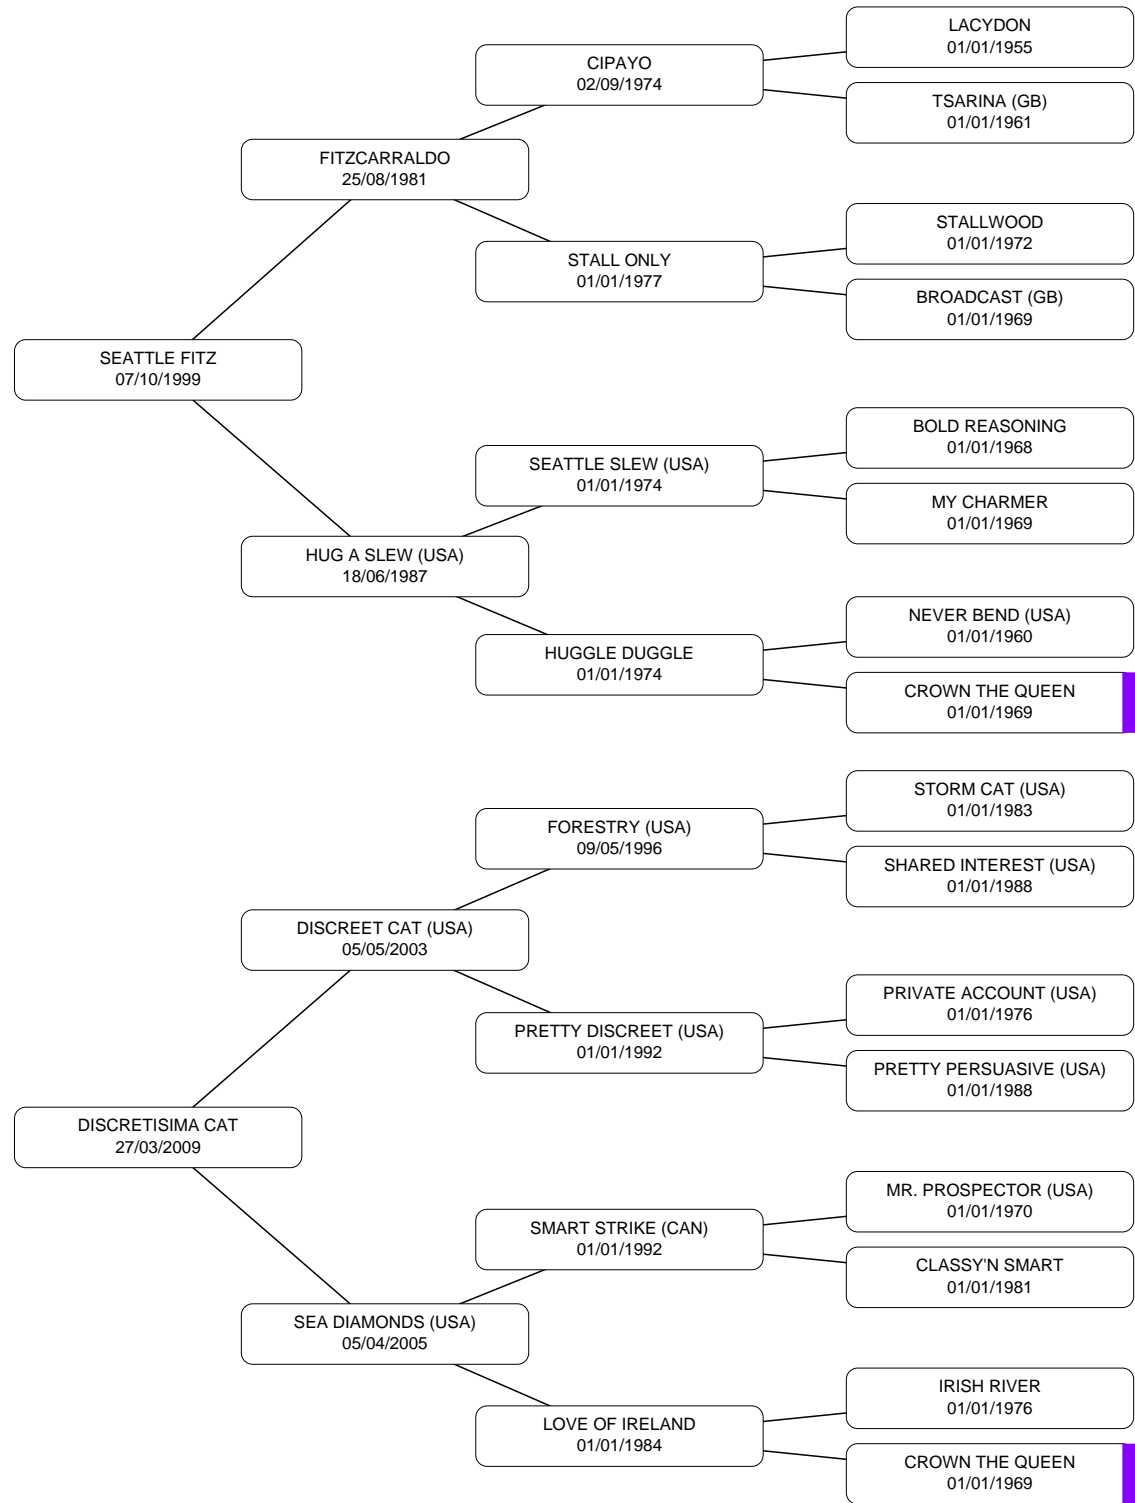 LACYDON
01/01/1955
CIPAYO
02/09/1974
TSARINA (GB)
01/01/1961
FITZCARRALDO
25/08/1981
STALLWOOD
01/01/1972
STALL ONLY
01/01/1977
BROADCAST (GB)
01/01/1969
SEATTLE FITZ
07/10/1999
BOLD REASONING
01/01/1968
SEATTLE SLEW (USA)
01/01/1974
MY CHARMER
01/01/1969
HUG A SLEW (USA)
18/06/1987
NEVER BEND (USA)
01/01/1960
HUGGLE DUGGLE
01/01/1974
CROWN THE QUEEN
01/01/1969
STORM CAT (USA)
01/01/1983
FORESTRY (USA)
09/05/1996
SHARED INTEREST (USA)
01/01/1988
DISCREET CAT (USA)
05/05/2003
PRIVATE ACCOUNT (USA)
01/01/1976
PRETTY DISCREET (USA)
01/01/1992
PRETTY PERSUASIVE (USA)
01/01/1988
DISCRETISIMA CAT
27/03/2009
MR. PROSPECTOR (USA)
01/01/1970
SMART STRIKE (CAN)
01/01/1992
CLASSY'N SMART
01/01/1981
SEA DIAMONDS (USA)
05/04/2005
IRISH RIVER
01/01/1976
LOVE OF IRELAND
01/01/1984
CROWN THE QUEEN
01/01/1969